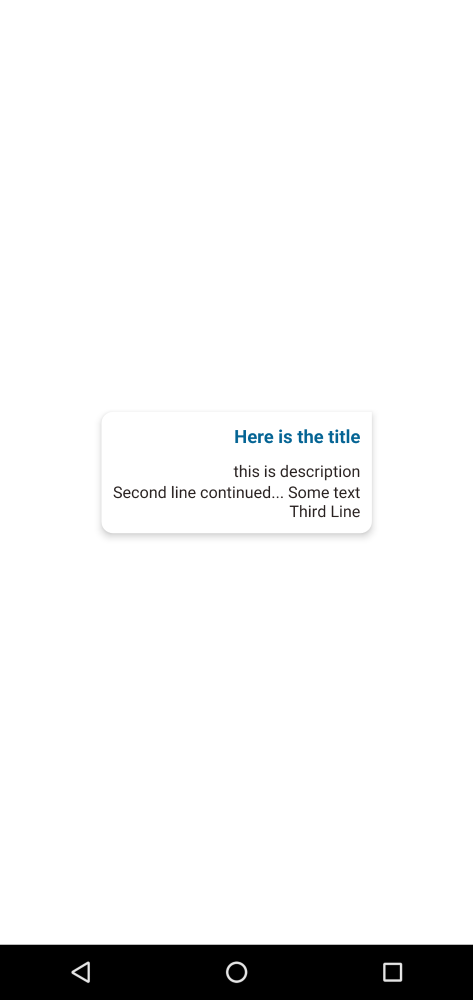 Here is the title
this is description
Second line continued... Some text
Third Line